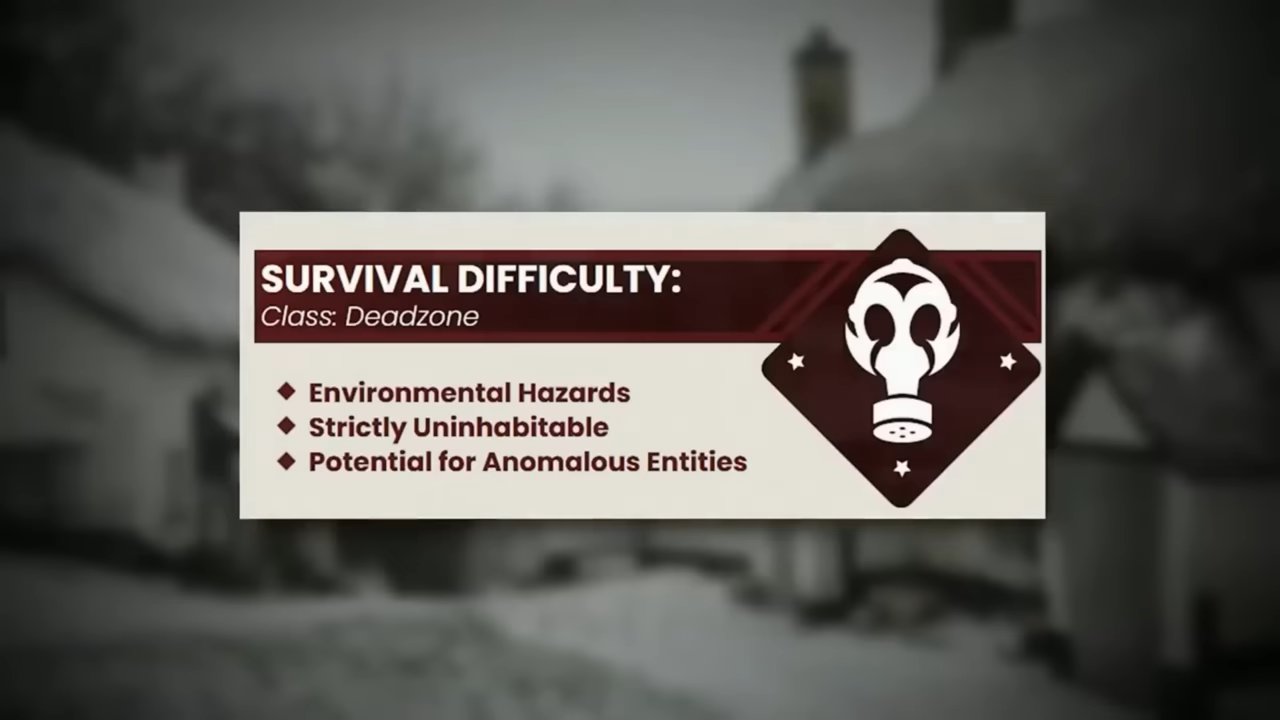 SURVIVAL DIFFICULTY:
Class: Deadzone
Environmental Hazards
Strictly Uninhabitable
Potential for Anomalous Entities